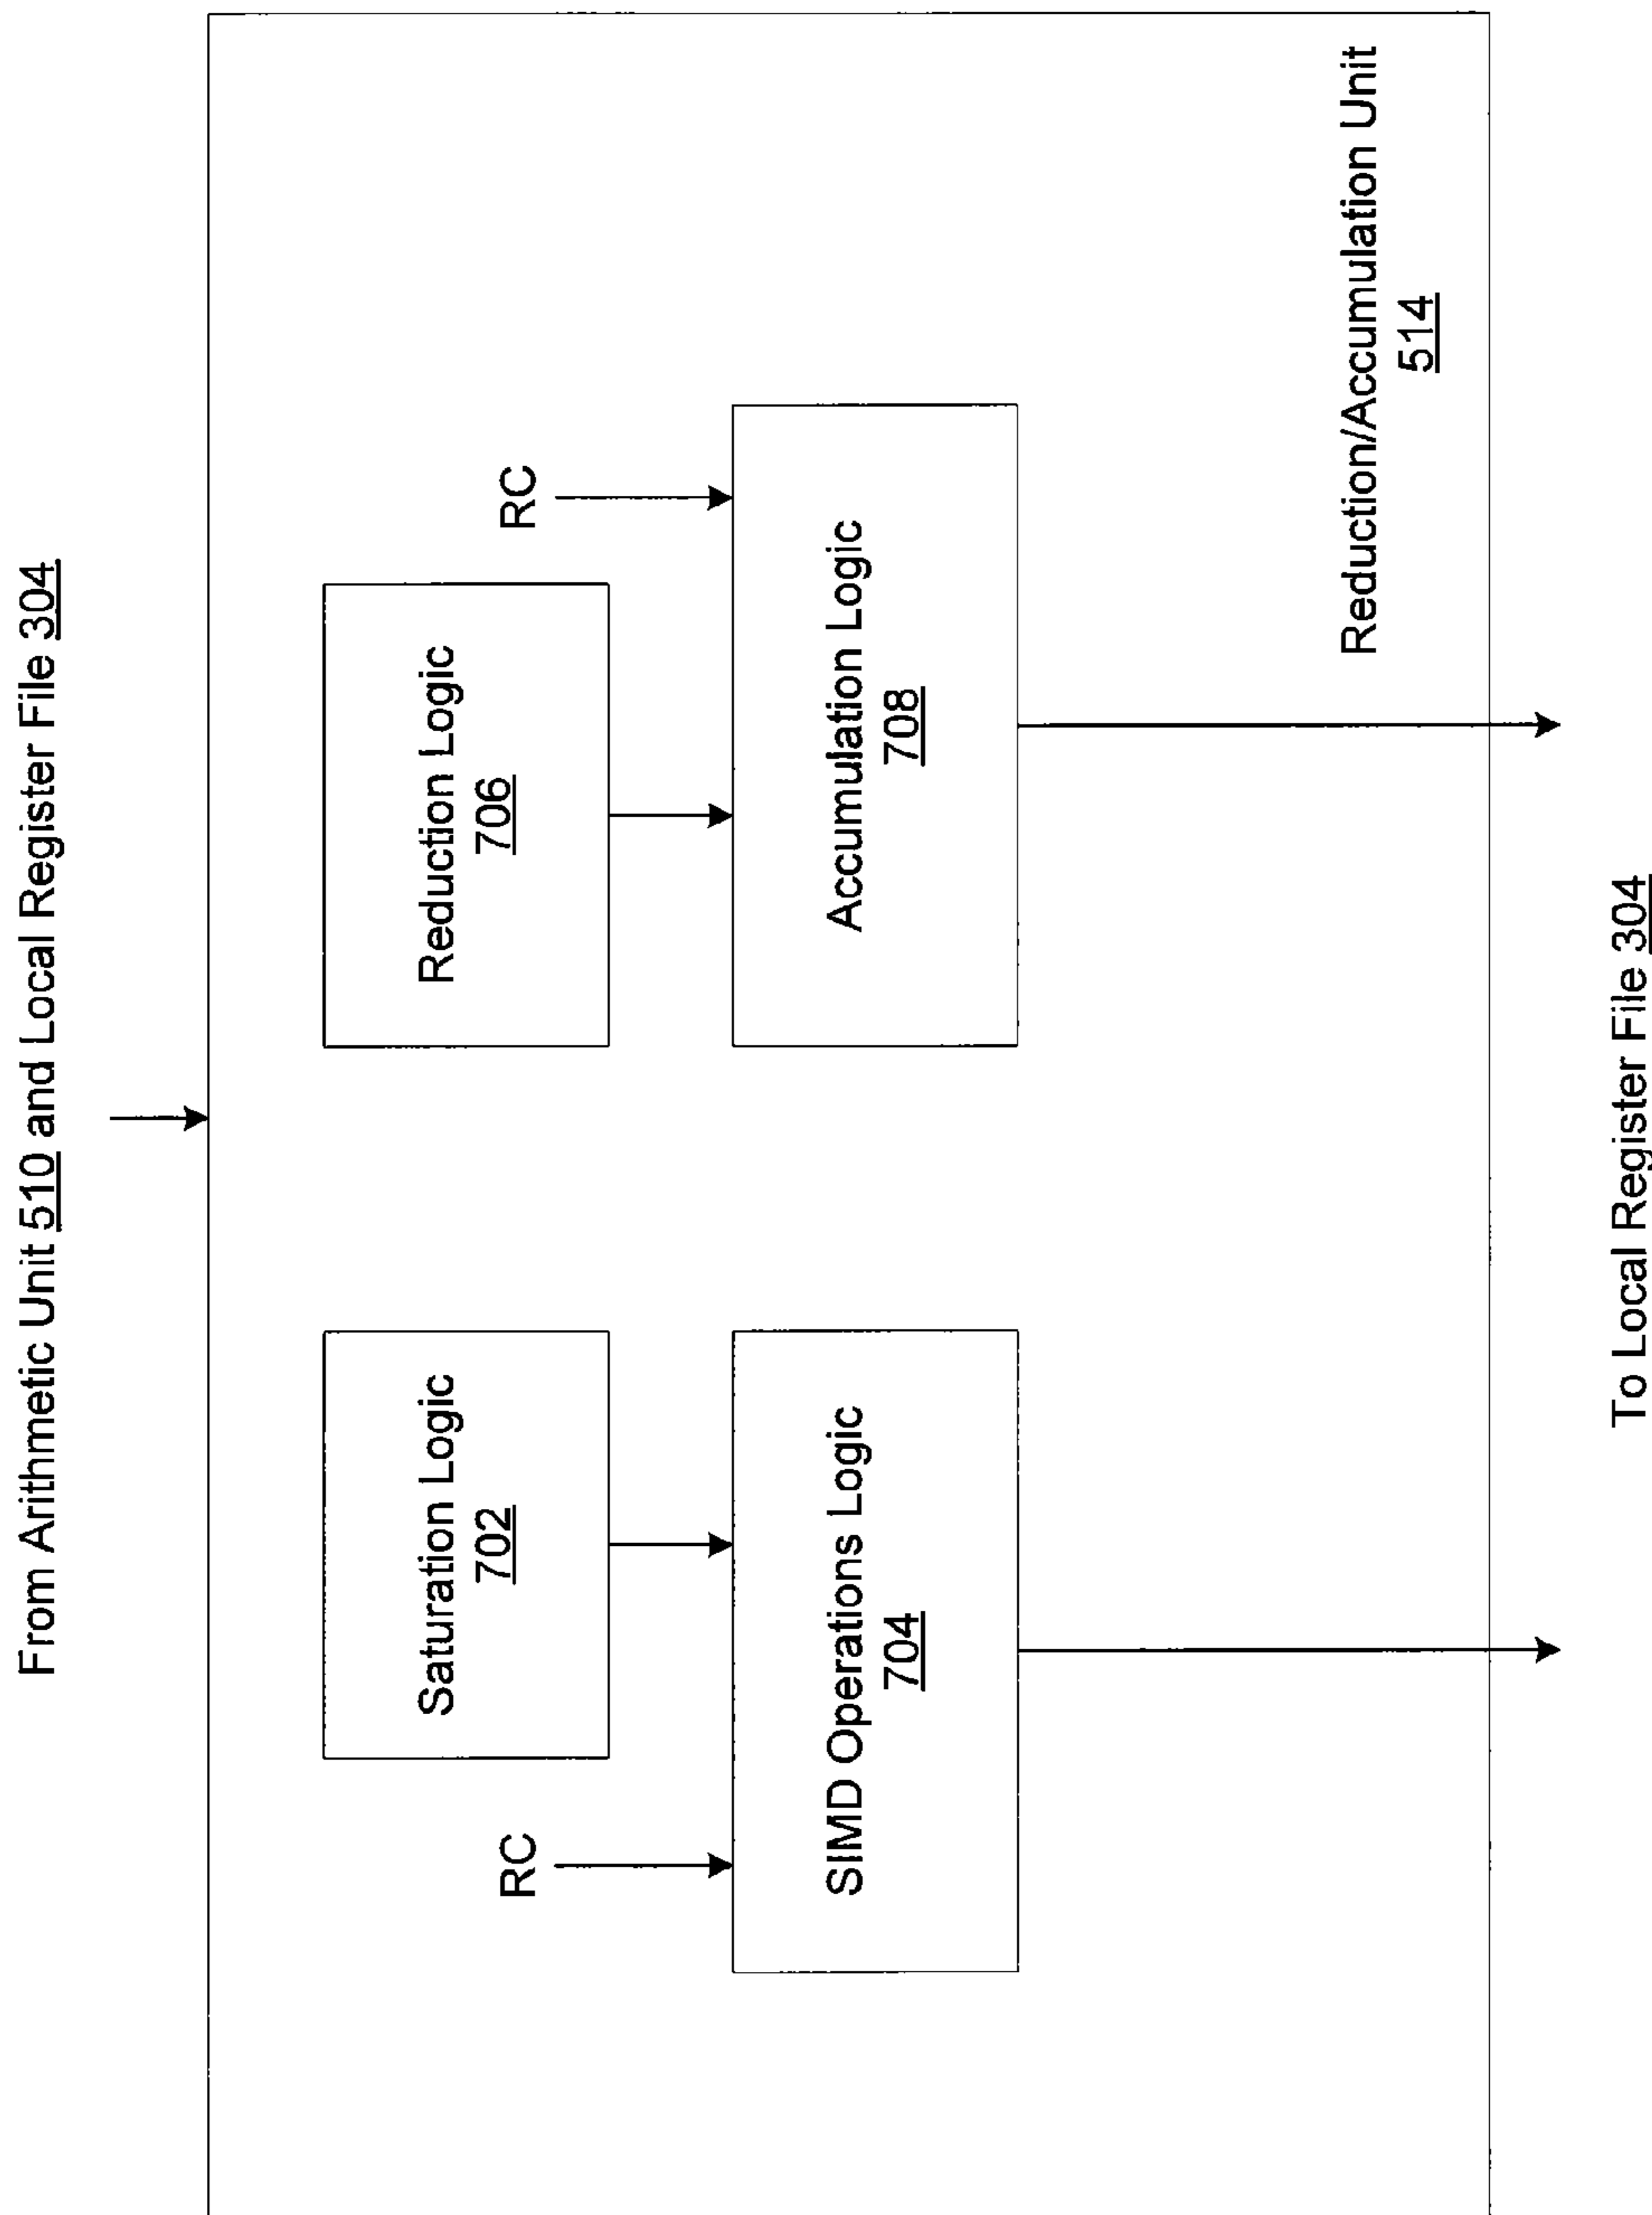 From Arithmetic Unit 510 and Local Register File 304
RC
Saturation Logic
702
Reduction Logic
706
RC
SIMD Operations Logic
704
Accumulation Logic
708
Reduction/Accumulation Unit
514
To Local Register File 304